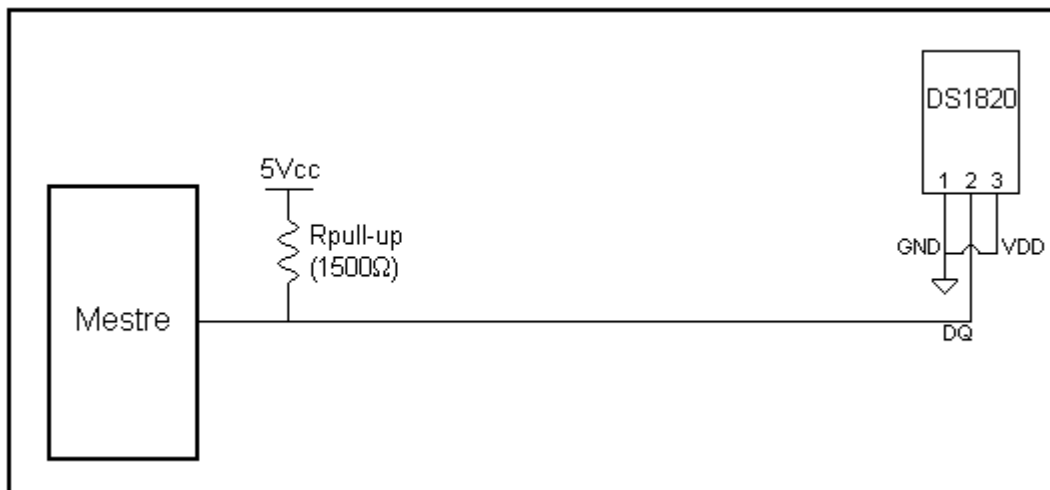 DS1820
1 2 3
GND
VDD
5Vcc
Rpull-up
(1500Ω)
Mestre
DQ